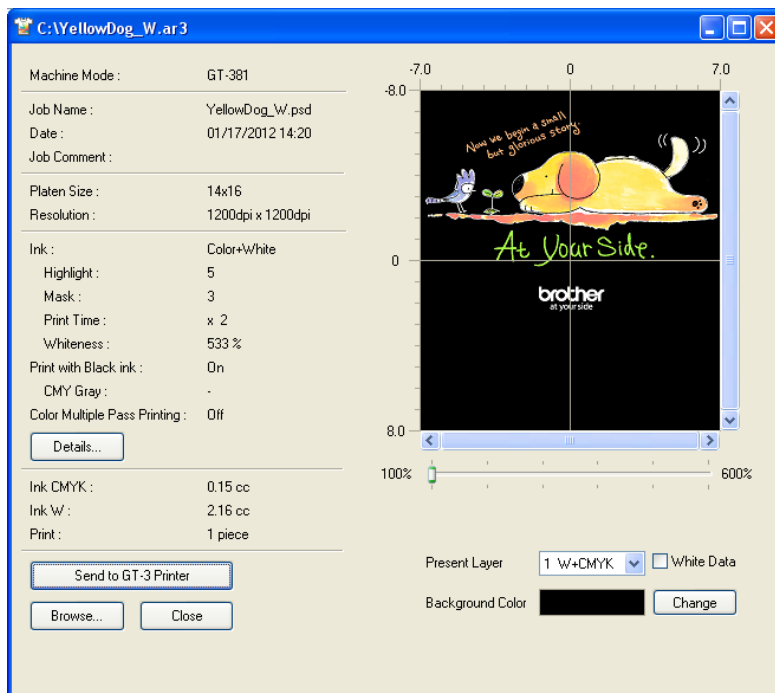 C:\YellowDog_W.ar3
Machine Mode : GT-381
Job Name : YellowDog_W.psd
Date : 01/17/2012 14:20
Job Comment :
Platen Size : 14x16
Resolution : 1200dpi x 1200dpi
Ink : Color+White
Highlight : 5
Mask : 3
Print Time : x 2
Whiteness : 533 %
Print with Black ink : On
CMY Gray : -
Color Multiple Pass Printing : Off
Details...
Ink CMYK : 0.15 cc
Ink W : 2.16 cc
Print : 1 piece
Send to GT-3 Printer
Browse... Close
-7.0 0 7.0
-8.0
Now we begin a small
but glorious story.
At Your Side.
0
brother
at your side
8.0
100% 600%
Present Layer 1 W+CMYK White Data
Background Color Change